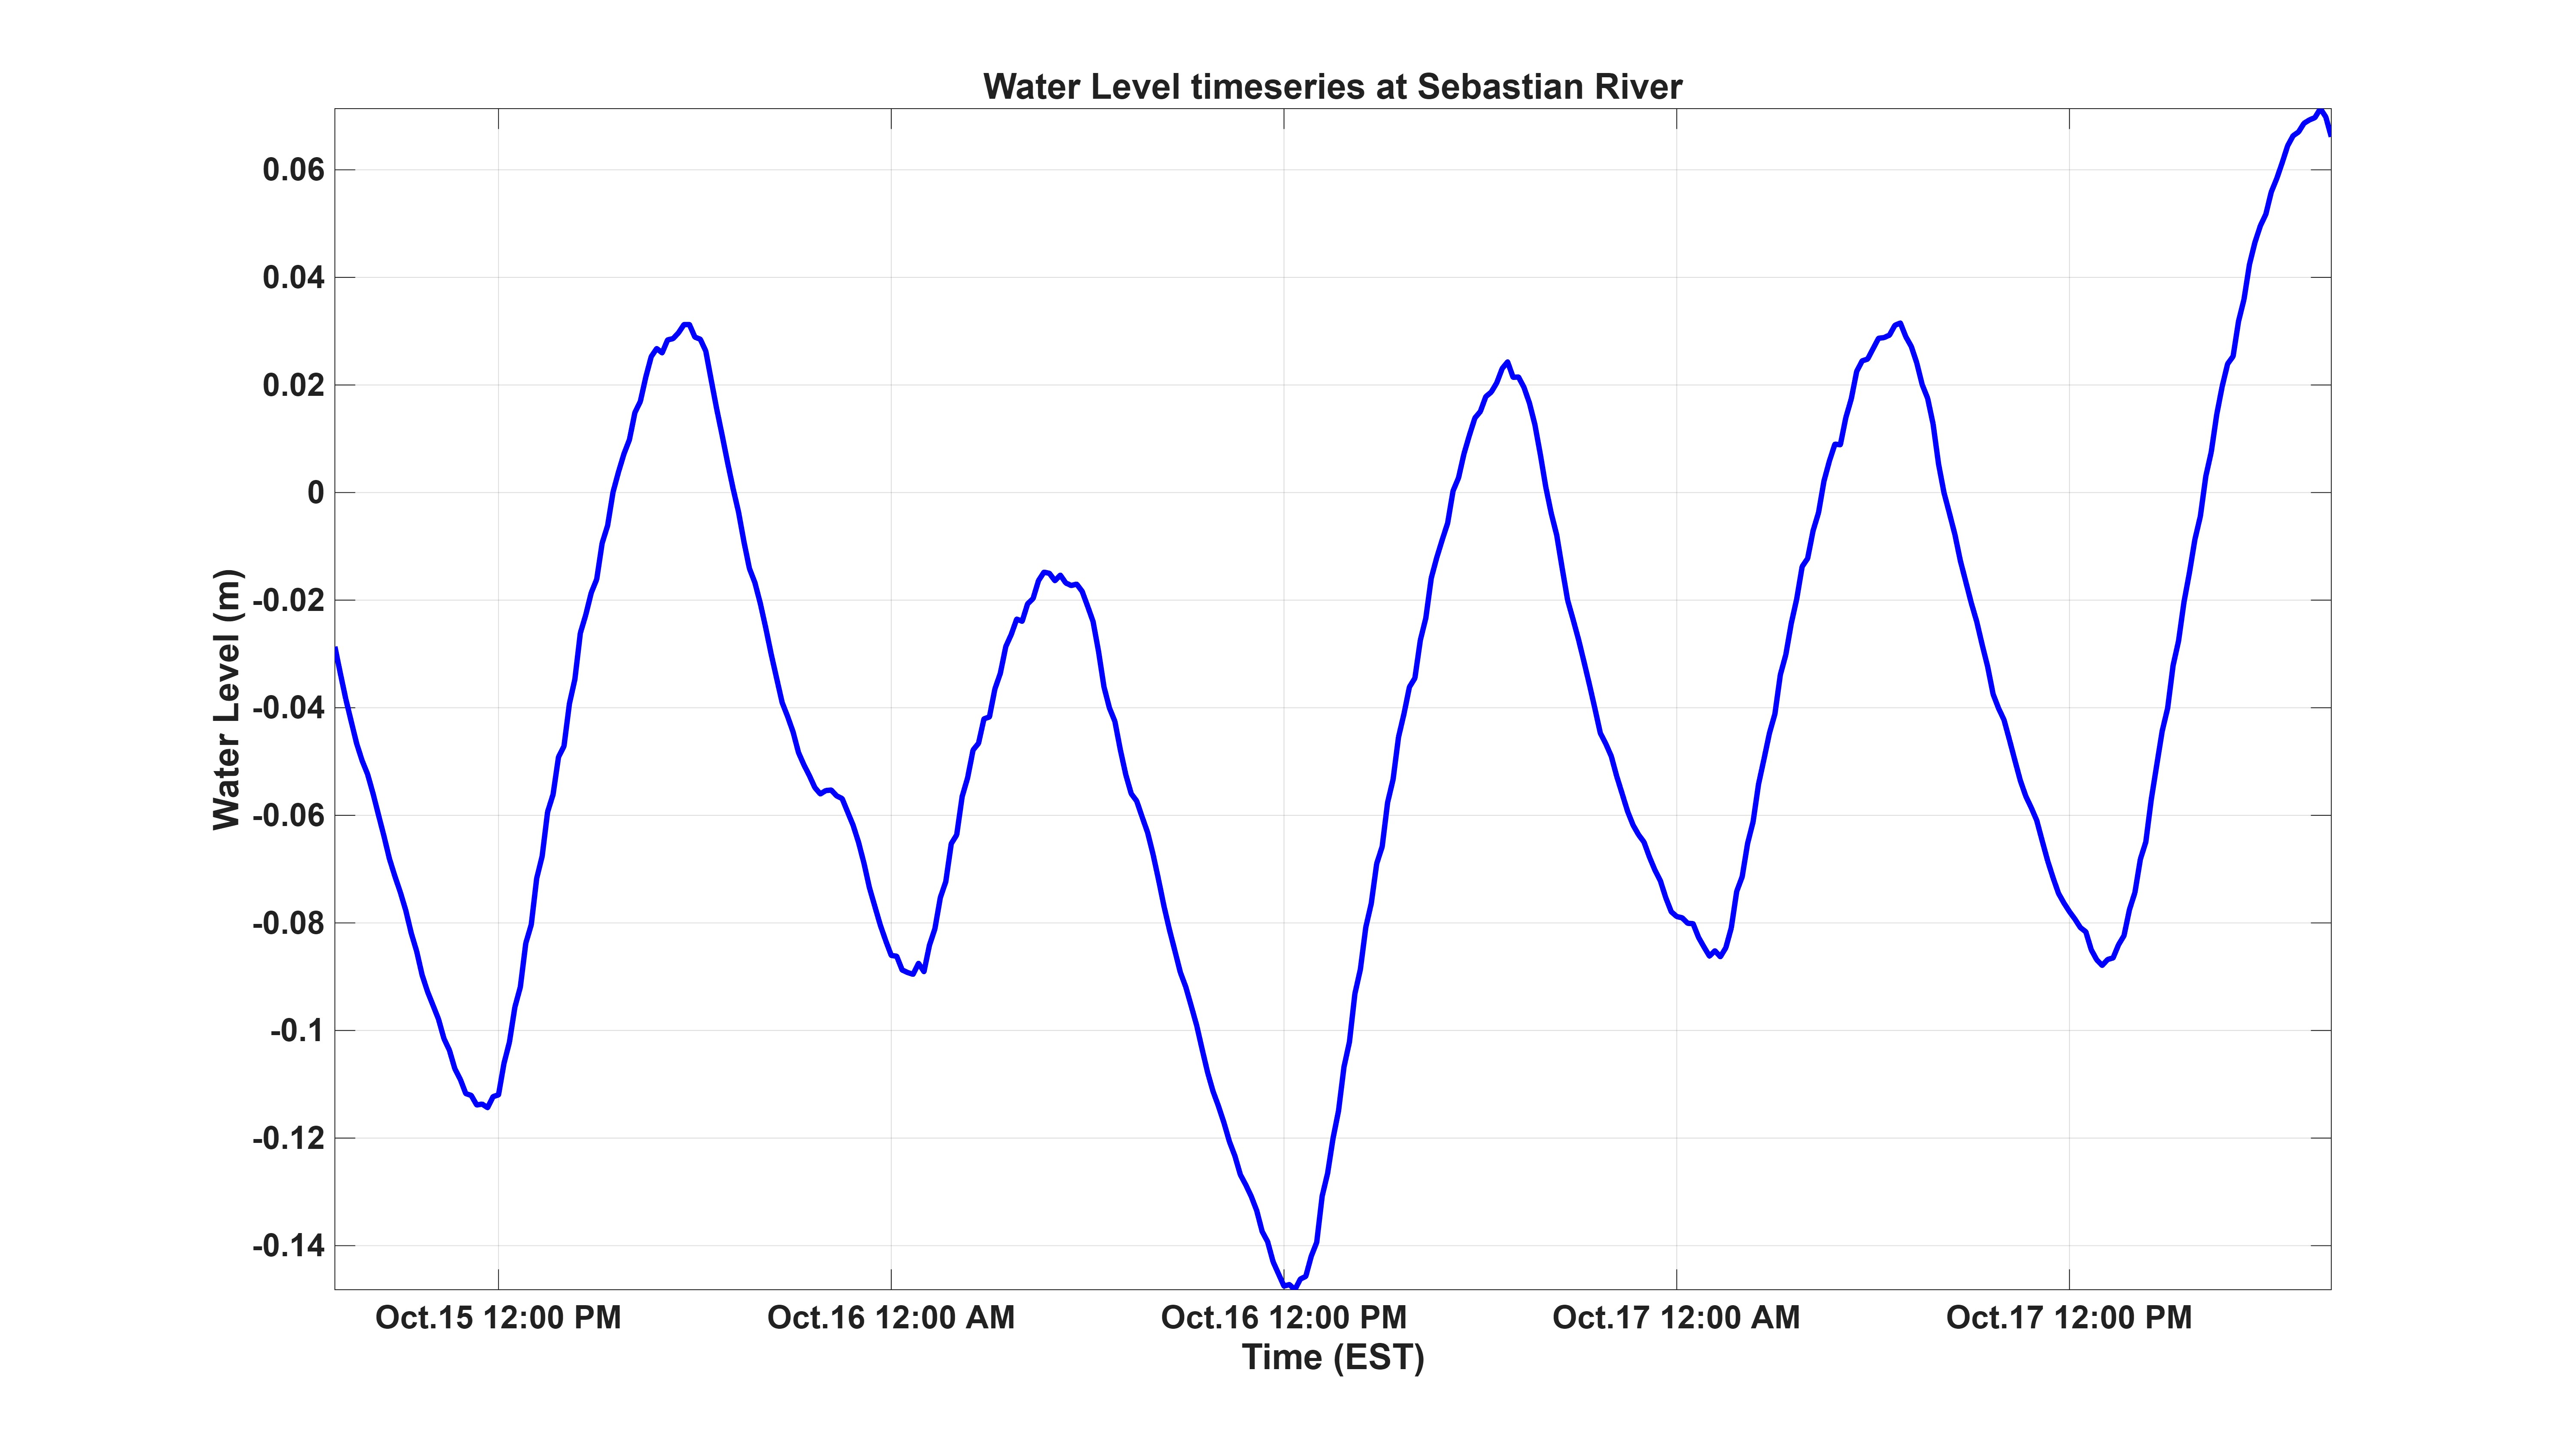 Water Level timeseries at Sebastian River
0.06
0.04
0.02
0
-0.02
-0.04
-0.06
-0.08
-0.1
-0.12
-0.14
Water Level (m)
Oct.15 12:00 PM Oct.16 12:00 AM Oct.16 12:00 PM Oct.17 12:00 AM Oct.17 12:00 PM
Time (EST)